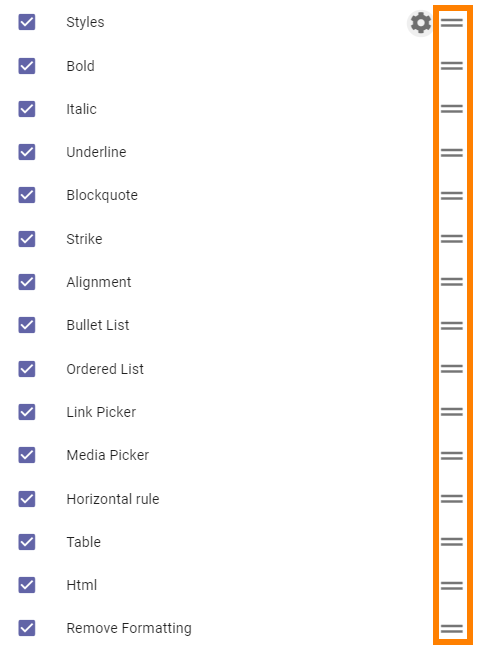 Styles
Bold
Italic
Underline
Blockquote
Strike
Alignment
Bullet List
Ordered List
Link Picker
Media Picker
Horizontal rule
Table
Html
Remove Formatting